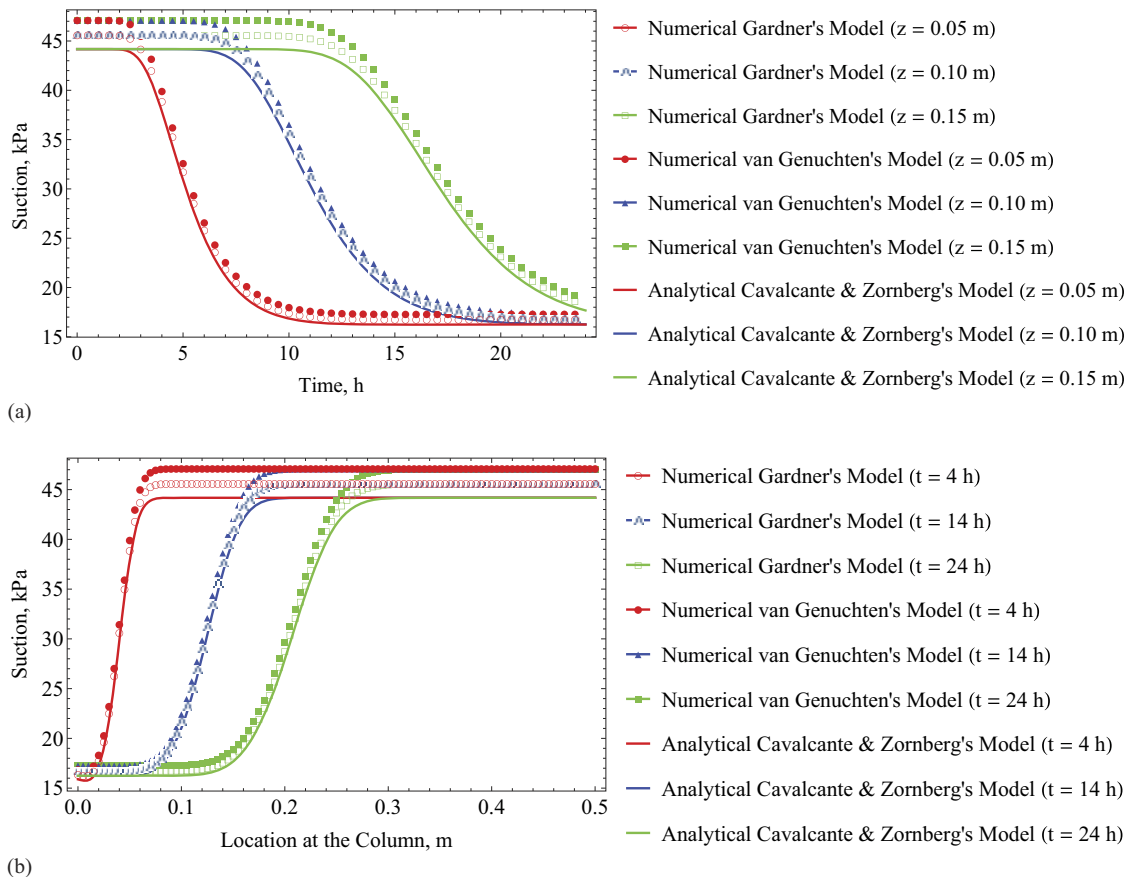 Suction, kPa
45
40
35
30
25
20
15
0
5
10
15
20
Time, h
Numerical Gardner's Model (z = 0.05 m)
Numerical Gardner's Model (z = 0.10 m)
Numerical Gardner's Model (z = 0.15 m)
Numerical van Genuchten's Model (z = 0.05 m)
Numerical van Genuchten's Model (z = 0.10 m)
Numerical van Genuchten's Model (z = 0.15 m)
Analytical Cavalcante & Zornberg's Model (z = 0.05 m)
Analytical Cavalcante & Zornberg's Model (z = 0.10 m)
Analytical Cavalcante & Zornberg's Model (z = 0.15 m)
(a)
Suction, kPa
45
40
35
30
25
20
15
0.0
0.1
0.2
0.3
0.4
0.5
Location at the Column, m
Numerical Gardner's Model (t = 4 h)
Numerical Gardner's Model (t = 14 h)
Numerical Gardner's Model (t = 24 h)
Numerical van Genuchten's Model (t = 4 h)
Numerical van Genuchten's Model (t = 14 h)
Numerical van Genuchten's Model (t = 24 h)
Analytical Cavalcante & Zornberg's Model (t = 4 h)
Analytical Cavalcante & Zornberg's Model (t = 14 h)
Analytical Cavalcante & Zornberg's Model (t = 24 h)
(b)